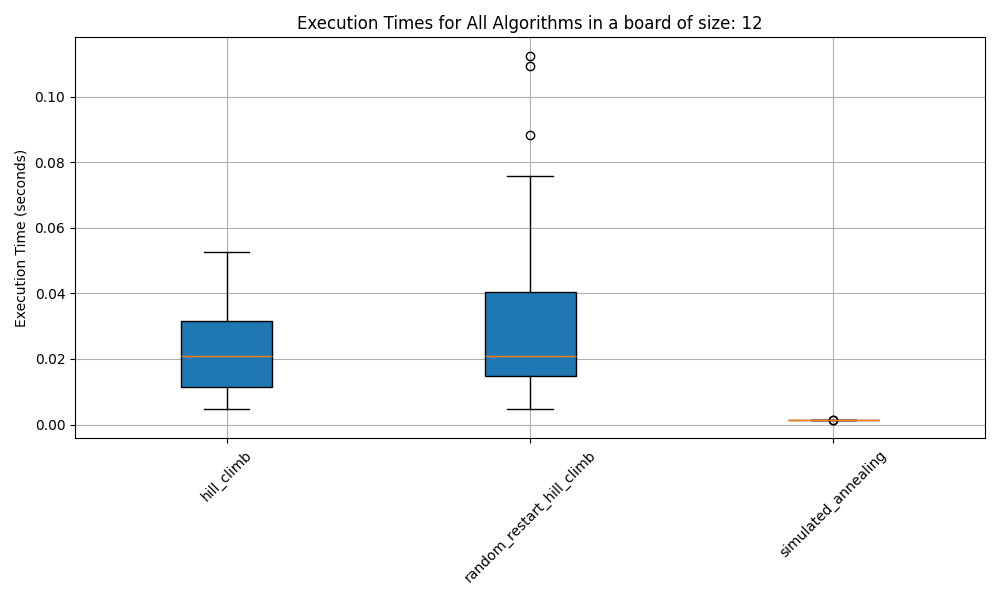 Execution Times for All Algorithms in a board of size: 12
Execution Time (seconds)
0.10
0.08
0.06
0.04
0.02
0.00
hill_climb
random_restart_hill_climb
simulated_annealing